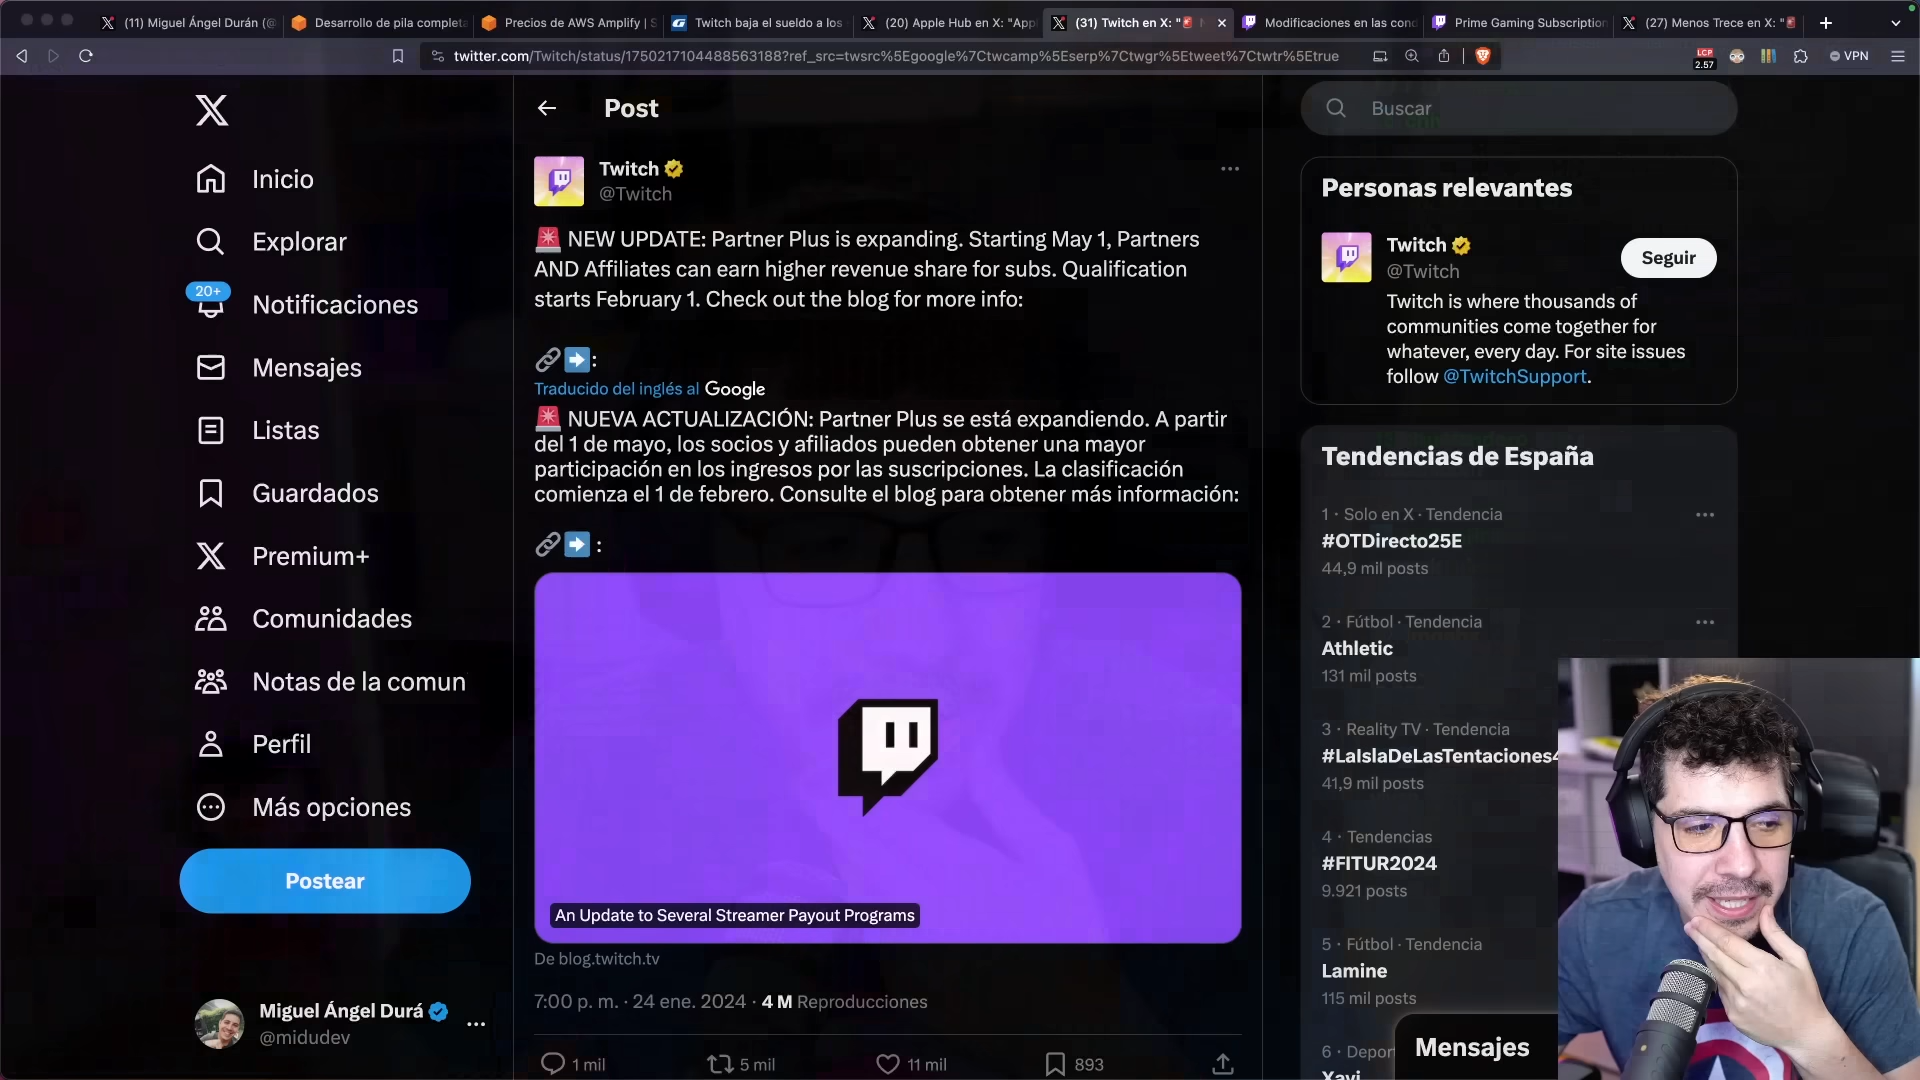 (11) Miguel Ángel Durán (@
Desarrollo de pila completa
Precios de AWS Amplify | S
Twitch baja el sueldo a los
(20) Apple Hub en X: "Appl
(31) Twitch en X: "🚨 N
Modificaciones en las cond
Prime Gaming Subscription
(27) Menos Trece en X: "🚨
twitter.com/Twitch/status/1750217104488563188?ref_src=twsrc%5Egoogle%7Ctwcamp%5Eserp%7Ctwgr%5Etweet%7Ctwtr%5Etrue
LCP
2.57
VPN
Inicio
Explorar
20+
Notificaciones
Mensajes
Listas
Guardados
Premium+
Comunidades
Notas de la comun
Perfil
Más opciones
Postear
Miguel Ángel Durá
@midudev
Post
Twitch
@Twitch
🚨 NEW UPDATE: Partner Plus is expanding. Starting May 1, Partners
AND Affiliates can earn higher revenue share for subs. Qualification
starts February 1. Check out the blog for more info:
🔗➡️:
Traducido del inglés al Google
🚨 NUEVA ACTUALIZACIÓN: Partner Plus se está expandiendo. A partir
del 1 de mayo, los socios y afiliados pueden obtener una mayor
participación en los ingresos por las suscripciones. La clasificación
comienza el 1 de febrero. Consulte el blog para obtener más información:
🔗➡️ :
An Update to Several Streamer Payout Programs
De blog.twitch.tv
7:00 p. m. · 24 ene. 2024 · 4 M Reproducciones
1 mil
5 mil
11 mil
893
Buscar
Personas relevantes
Twitch
@Twitch
Seguir
Twitch is where thousands of
communities come together for
whatever, every day. For site issues
follow @TwitchSupport.
Tendencias de España
1 · Solo en X · Tendencia
#OTDirecto25E
44,9 mil posts
2 · Fútbol · Tendencia
Athletic
131 mil posts
3 · Reality TV · Tendencia
#LaIslaDeLasTentaciones
41,9 mil posts
4 · Tendencias
#FITUR2024
9.921 posts
5 · Fútbol · Tendencia
Lamine
115 mil posts
6 · Depor
Xavi
Mensajes